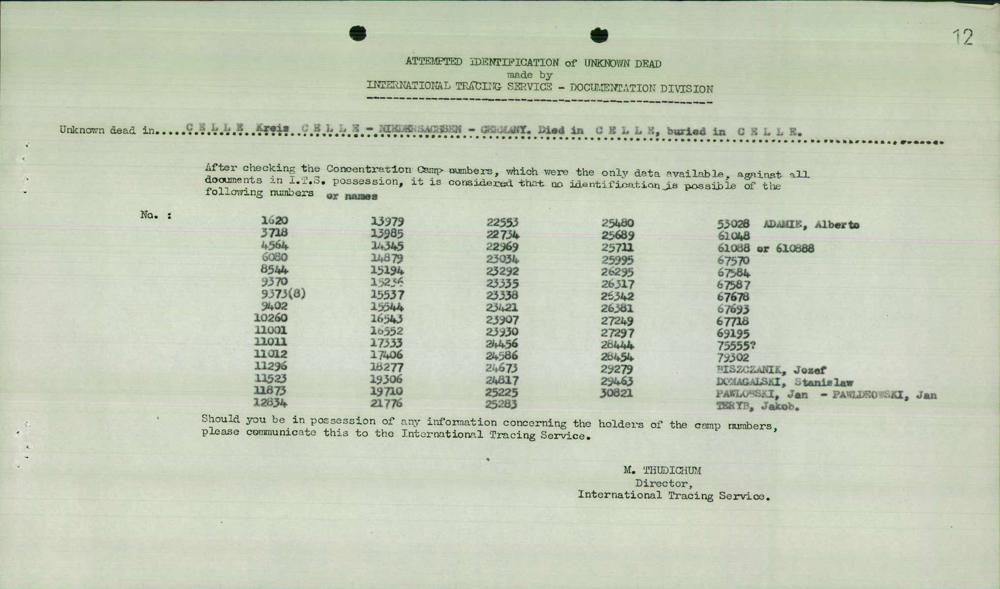 12
ATTEMPTED IDENTIFICATION of UNKNOWN DEAD
made by
INTERNATIONAL TRACING SERVICE - DOCUMENTATION DIVISION
Unknown dead in.....C E L L E Kreis C E L L E - NIEDERSACHSEN - GERMANY. Died in C E L L E, buried in C E L L E.
After checking the Concentration Camp numbers, which were the only data available, against all
documents in I.T.S. possession, it is considered that no identification is possible of the
following numbers or names
No. :
1620 13979 22553 25480 53028 ADAMIE, Alberto
3718 13985 22734 25689 61048
4564 14345 22969 25711 61088 or 610888
6080 14879 23034 25995 67570
8544 15194 23292 26295 67584
9370 15236 23335 26317 67587
9373(8) 15537 23338 26342 67678
9402 15544 23421 26381 67693
10260 16543 23907 27249 67718
11001 16552 23930 27297 69195
11011 17333 24456 28444 75555?
11012 17406 24586 28454 79302
11296 18277 24673 29279 BISZCZANIK, Jozef
11523 19306 24817 29463 DOMAGALSKI, Stanislaw
11873 19710 25225 30821 PAWLOWSKI, Jan - Jan
12834 21776 25283 TERYB, Jakob.
Should you be in possession of any information concerning the holders of the camp numbers,
please communicate this to the International Tracing Service.
M. THUDICHUM
Director,
International Tracing Service.